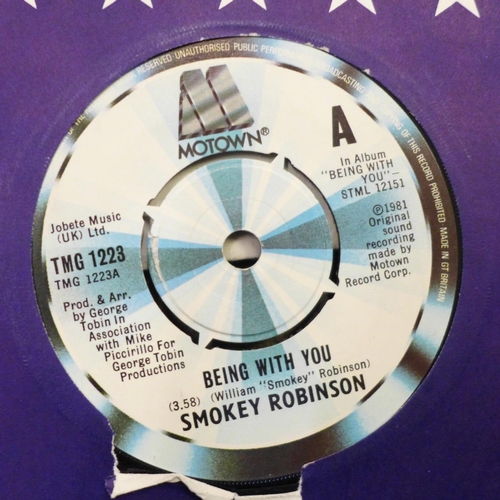 RESERVED UNAUTHORISED PUBLIC PERFORMANCE
BROADCASTING
OF THIS RECORD PROHIBITED MADE IN GT BRITAIN
MOTOWN®
A
In Album
"BEING WITH
YOU"–
STML 12151
℗1981
Original
sound
recording
made by
Motown
Record Corp.
Jobete Music
(UK) Ltd.
TMG 1223
TMG 1223A
Prod. & Arr.
by George
Tobin In
Association
with Mike
Piccirillo For
George Tobin
Productions
BEING WITH YOU
(3.58) (William "Smokey" Robinson)
SMOKEY ROBINSON